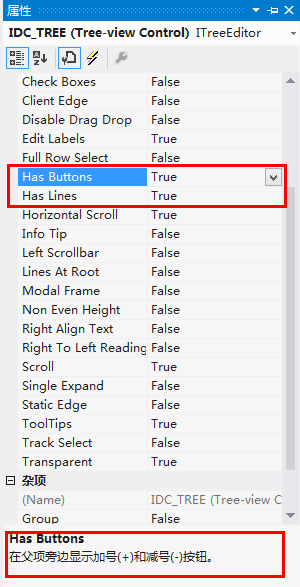 属性
IDC_TREE (Tree-view Control) ITreeEditor
Check Boxes False
Client Edge False
Disable Drag Drop False
Edit Labels True
Full Row Select False
Has Buttons True
Has Lines True
Horizontal Scroll True
Info Tip False
Left Scrollbar False
Lines At Root False
Modal Frame False
Non Even Height False
Right Align Text False
Right To Left Reading False
Scroll True
Single Expand False
Static Edge False
ToolTips True
Track Select False
Transparent True
杂项
(Name) IDC_TREE (Tree-view C
Group False
Has Buttons
在父项旁边显示加号(+)和减号(-)按钮。